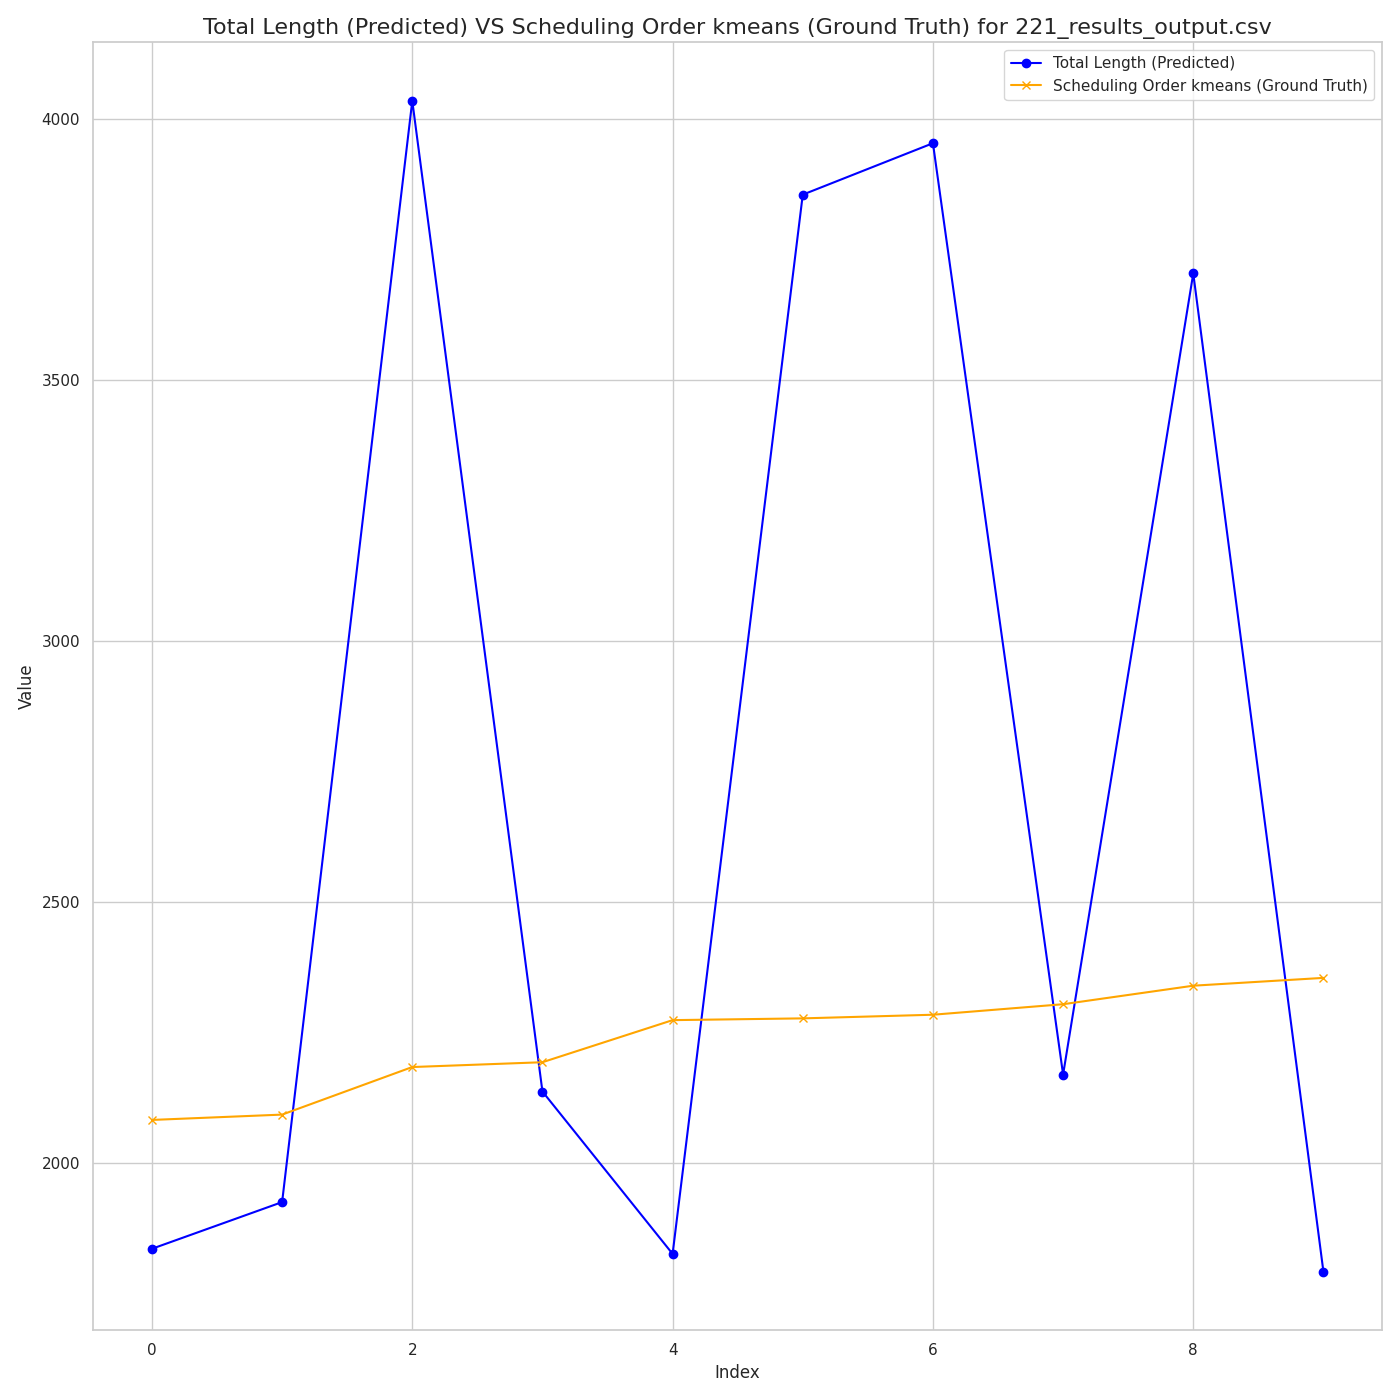 Total Length (Predicted) VS Scheduling Order kmeans (Ground Truth) for 221_results_output.csv
Total Length (Predicted)
Scheduling Order kmeans (Ground Truth)
4000
3500
3000
2500
2000
Value
0 2 4 6 8
Index